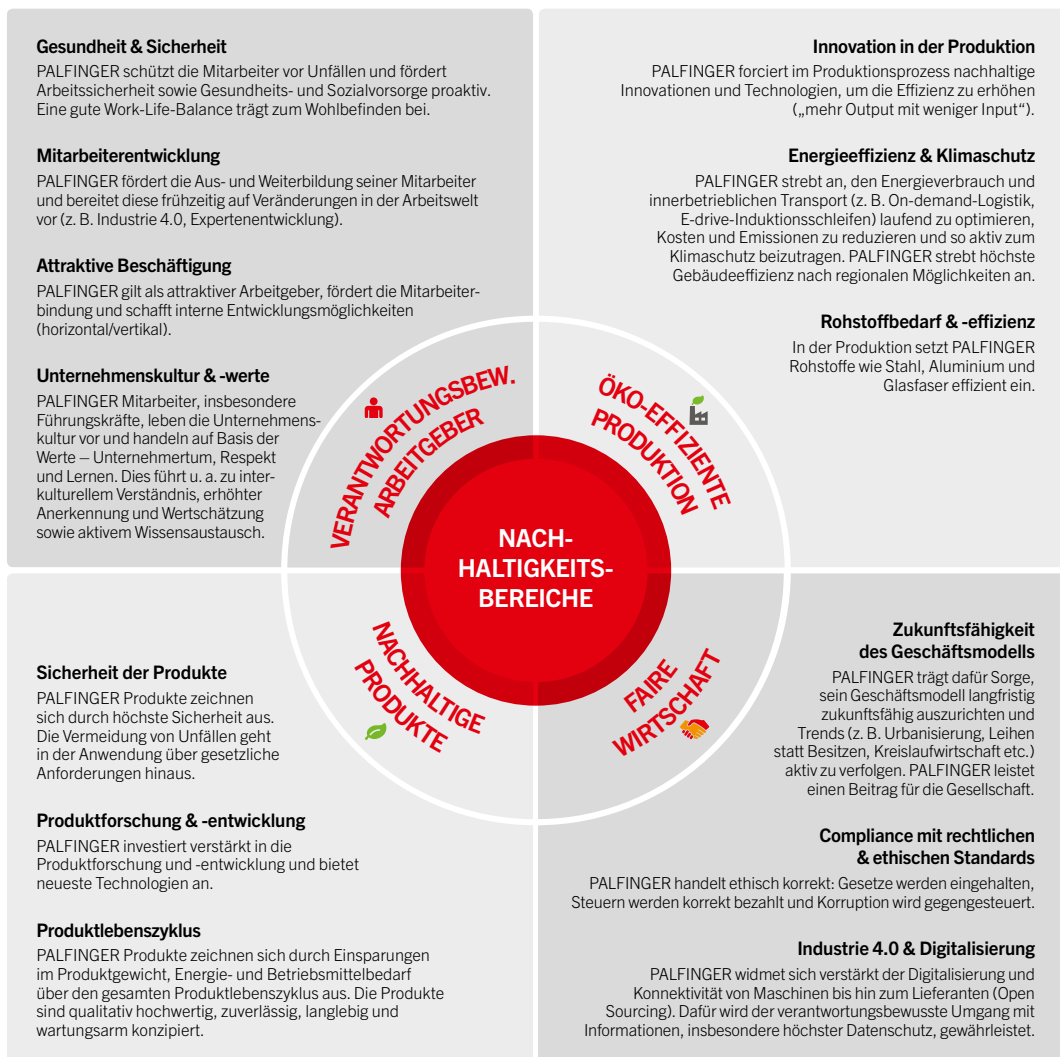 Gesundheit & Sicherheit
PALFINGER schützt die Mitarbeiter vor Unfällen und fördert
Arbeitssicherheit sowie Gesundheits- und Sozialvorsorge proaktiv.
Eine gute Work-Life-Balance trägt zum Wohlbefinden bei.
Mitarbeiterentwicklung
PALFINGER fördert die Aus- und Weiterbildung seiner Mitarbeiter
und bereitet diese frühzeitig auf Veränderungen in der Arbeitswelt
vor (z. B. Industrie 4.0, Expertenentwicklung).
Attraktive Beschäftigung
PALFINGER gilt als attraktiver Arbeitgeber, fördert die Mitarbeiter-
bindung und schafft interne Entwicklungsmöglichkeiten
(horizontal/vertikal).
Unternehmenskultur & -werte
PALFINGER Mitarbeiter, insbesondere
Führungskräfte, leben die Unternehmens-
kultur vor und handeln auf Basis der
Werte – Unternehmertum, Respekt
und Lernen. Dies führt u. a. zu inter-
kulturellem Verständnis, erhöhter
Anerkennung und Wertschätzung
sowie aktivem Wissensaustausch.
Innovation in der Produktion
PALFINGER forciert im Produktionsprozess nachhaltige
Innovationen und Technologien, um die Effizienz zu erhöhen
(„mehr Output mit weniger Input“).
Energieeffizienz & Klimaschutz
PALFINGER strebt an, den Energieverbrauch und
innerbetrieblichen Transport (z. B. On-demand-Logistik,
E-drive-Induktionsschleifen) laufend zu optimieren,
Kosten und Emissionen zu reduzieren und so aktiv zum
Klimaschutz beizutragen. PALFINGER strebt höchste
Gebäudeeffizienz nach regionalen Möglichkeiten an.
Rohstoffbedarf & -effizienz
In der Produktion setzt PALFINGER
Rohstoffe wie Stahl, Aluminium und
Glasfaser effizient ein.
VERANTWORTUNGSBEW.
ARBEITGEBER
ÖKO-EFFIZIENTE
PRODUKTION
NACH-
HALTIGKEITS-
BEREICHE
NACHHALTIGE
PRODUKTE
FAIRE
WIRTSCHAFT
Sicherheit der Produkte
PALFINGER Produkte zeichnen
sich durch höchste Sicherheit aus.
Die Vermeidung von Unfällen geht
in der Anwendung über gesetzliche
Anforderungen hinaus.
Produktforschung & -entwicklung
PALFINGER investiert verstärkt in die
Produktforschung und -entwicklung und bietet
neueste Technologien an.
Produktlebenszyklus
PALFINGER Produkte zeichnen sich durch Einsparungen
im Produktgewicht, Energie- und Betriebsmittelbedarf
über den gesamten Produktlebenszyklus aus. Die Produkte
sind qualitativ hochwertig, zuverlässig, langlebig und
wartungsarm konzipiert.
Zukunftsfähigkeit
des Geschäftsmodells
PALFINGER trägt dafür Sorge,
sein Geschäftsmodell langfristig
zukunftsfähig auszurichten und
Trends (z. B. Urbanisierung, Leihen
statt Besitzen, Kreislaufwirtschaft etc.)
aktiv zu verfolgen. PALFINGER leistet
einen Beitrag für die Gesellschaft.
Compliance mit rechtlichen
& ethischen Standards
PALFINGER handelt ethisch korrekt: Gesetze werden eingehalten,
Steuern werden korrekt bezahlt und Korruption wird gegengesteuert.
Industrie 4.0 & Digitalisierung
PALFINGER widmet sich verstärkt der Digitalisierung und
Konnektivität von Maschinen bis hin zum Lieferanten (Open
Sourcing). Dafür wird der verantwortungsbewusste Umgang mit
Informationen, insbesondere höchster Datenschutz, gewährleistet.